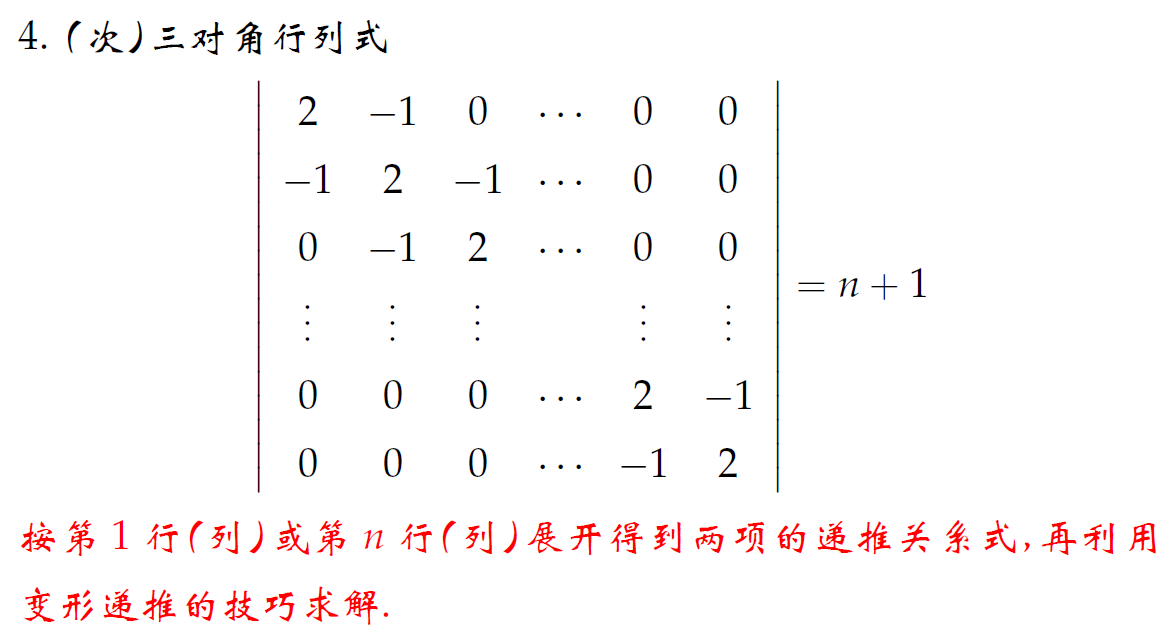 4. (次)三对角行列式
2 −1 0 ⋯ 0 0
−1 2 −1 ⋯ 0 0
0 −1 2 ⋯ 0 0
⋮ ⋮ ⋮ ⋮ ⋮
= n + 1
0 0 0 ⋯ 2 −1
0 0 0 ⋯ −1 2
按第 1 行(列)或第 n 行(列)展开得到两项的递推关系式,再利用
变形递推的技巧求解.